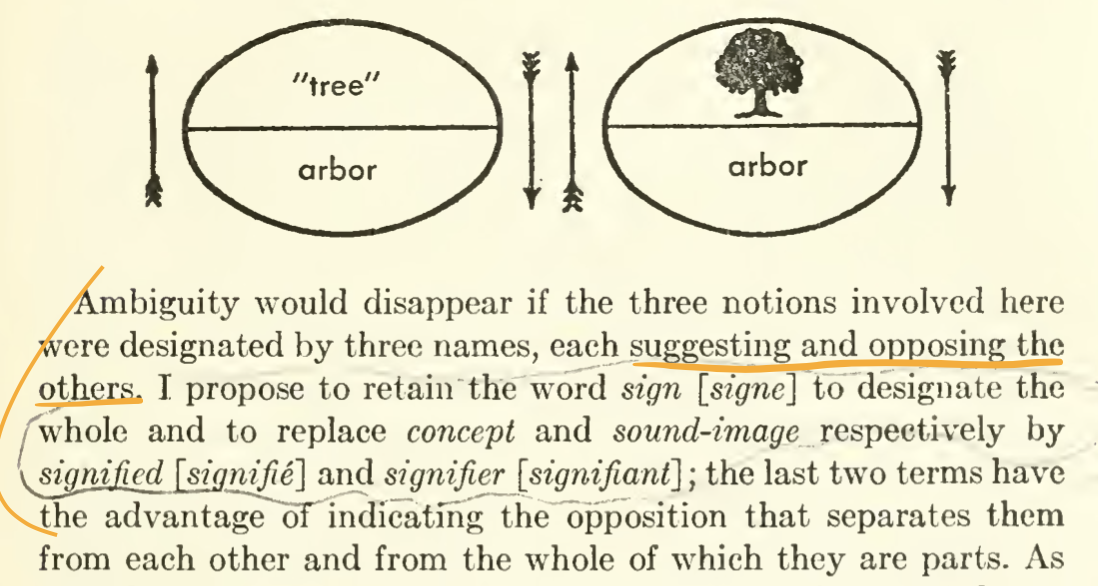 "tree"
arbor
arbor
Ambiguity would disappear if the three notions involved here
were designated by three names, each suggesting and opposing the
others. I propose to retain the word sign [signe] to designate the
whole and to replace concept and sound-image respectively by
signified [signifié] and signifier [signifiant]; the last two terms have
the advantage of indicating the opposition that separates them
from each other and from the whole of which they are parts. As